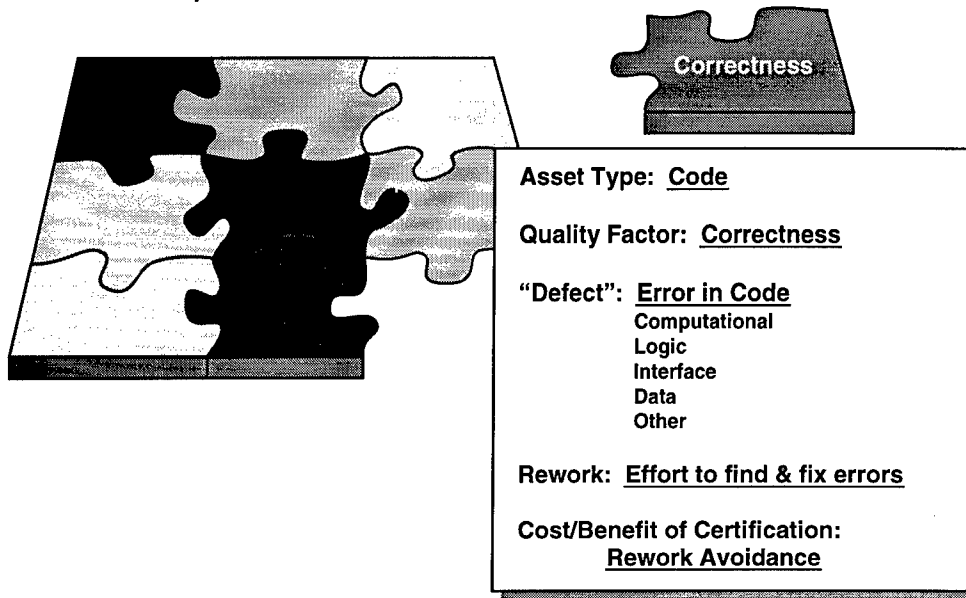 Correctness
Asset Type: Code
Quality Factor: Correctness
“Defect”: Error in Code
Computational
Logic
Interface
Data
Other
Rework: Effort to find & fix errors
Cost/Benefit of Certification:
Rework Avoidance